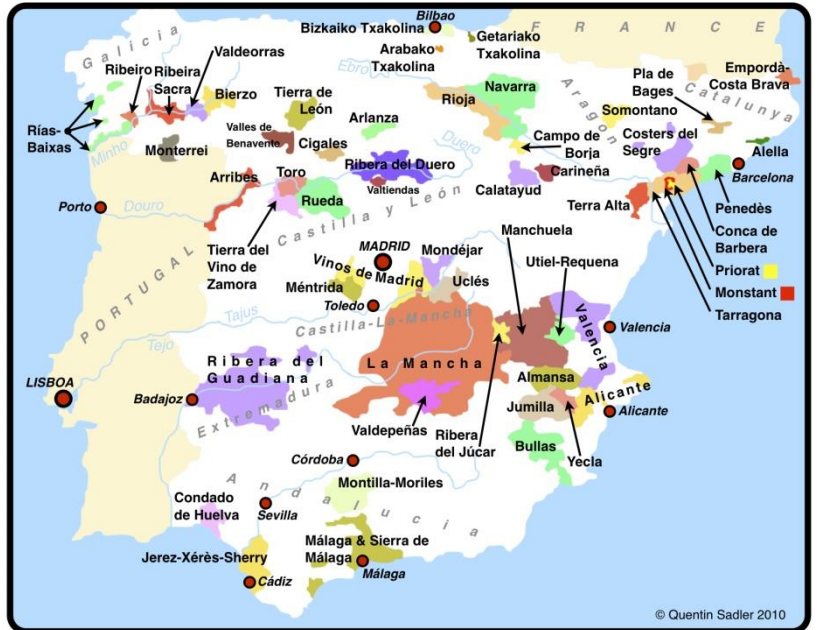 Bilbao
Bizkaiko Txakolina
Getariako
Txakolina
Arabako
Txakolina
F R A N C E
Galicia
Valdeorras
Ribeiro
Ribeira
Sacra
Bierzo
Tierra de
León
Ebro
Navarra
Rioja
Aragon
Pla de
Bages
Empordà-
Costa Brava
Catalunya
Somontano
Rías-
Baixas
Minho
Monterrei
Valles de
Benavente
Cigales
Arlanza
Duero
Campo de
Borja
Costers del
Segre
Alella
Barcelona
Arribes
Toro
Ribera del Duero
Valtiendas
Rueda
Calatayud
Carineña
Terra Alta
Penedès
Porto
Douro
Castilla y León
Conca de
Barbera
Tierra del
Vino de
Zamora
Priorat
Monstant
Tarragona
MADRID
Mondéjar
Manchuela
Vinos de Madrid
Utiel-Requena
Méntrida
Uclés
Toledo
PORTUGAL
Tajus
Castilla-La-Mancha
Valencia
Valencia
Tejo
LISBOA
Ribera del
Guadiana
La Mancha
Almansa
Alicante
Badajoz
Extremadura
Jumilla
Alicante
Valdepeñas
Ribera
del Júcar
Bullas
Yecla
Córdoba
Montilla-Moriles
Andalucia
Condado
de Huelva
Sevilla
Jerez-Xérès-Sherry
Málaga & Sierra de
Málaga
Málaga
Cádiz
© Quentin Sadler 2010